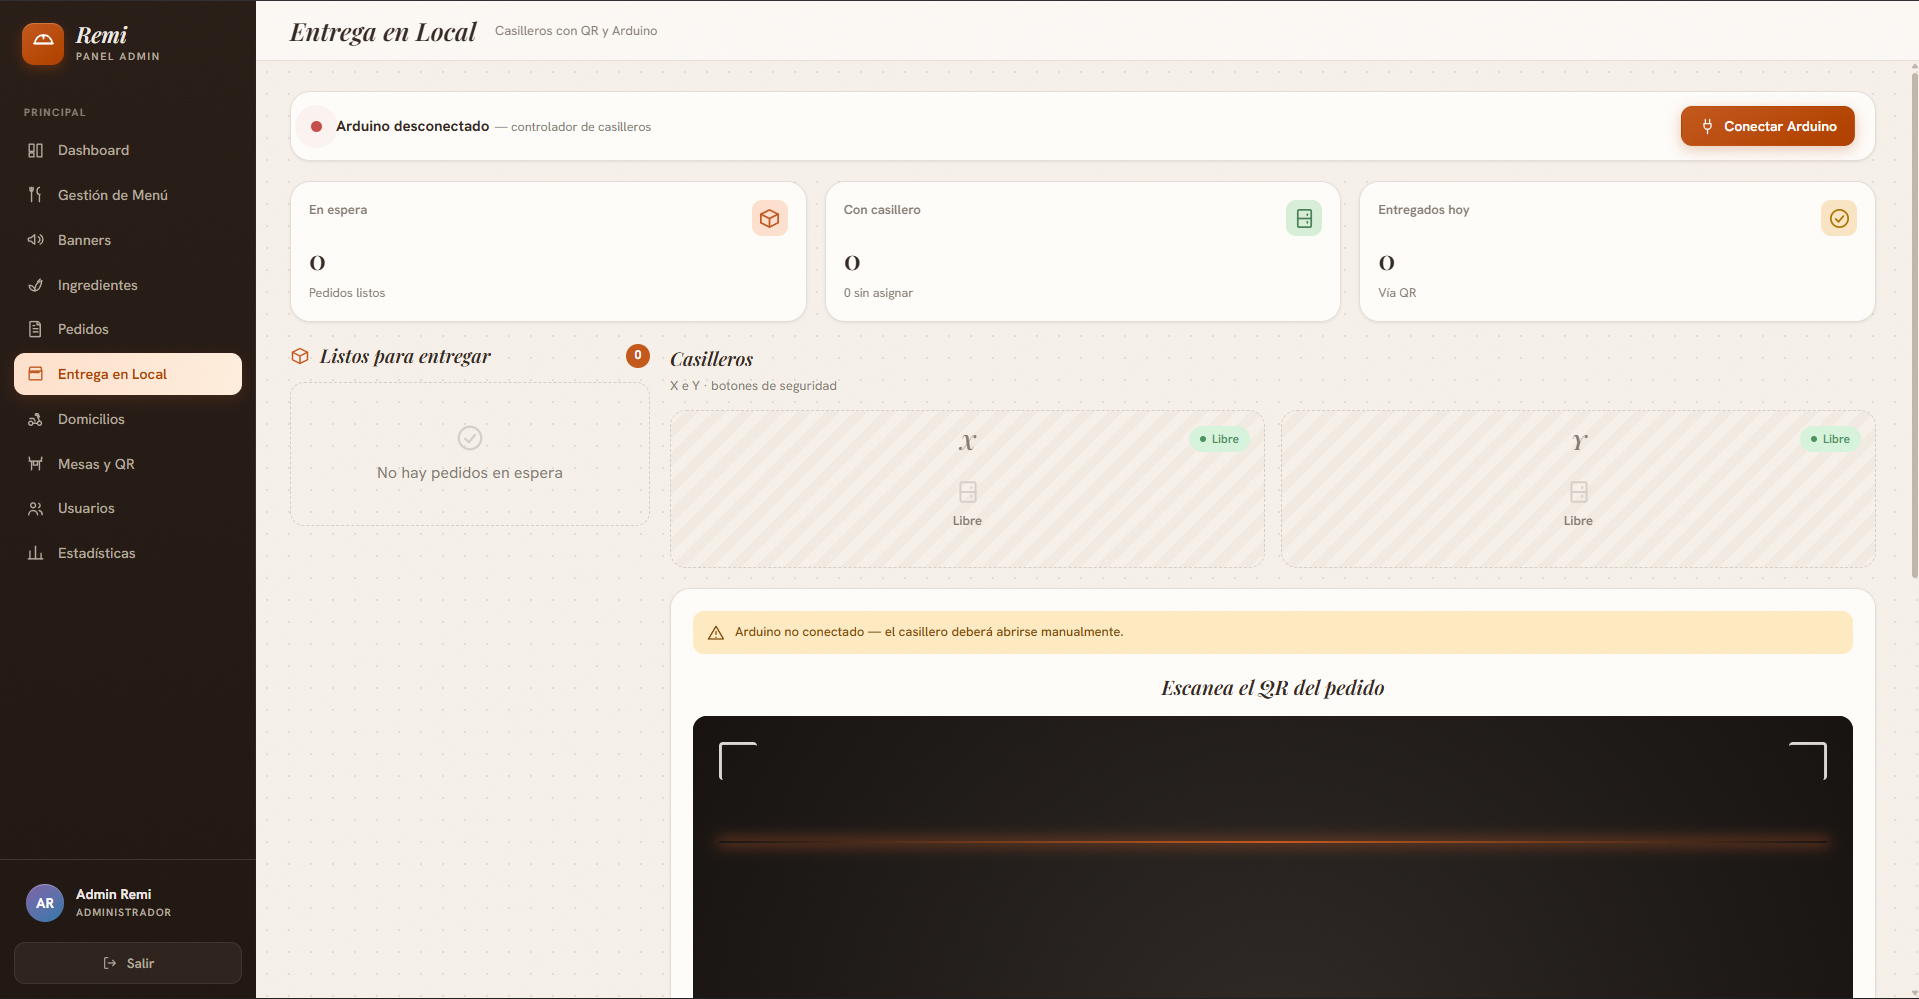 Remi
PANEL ADMIN
PRINCIPAL
Dashboard
Gestión de Menú
Banners
Ingredientes
Pedidos
Entrega en Local
Domicilios
Mesas y QR
Usuarios
Estadísticas
AR
Admin Remi
ADMINISTRADOR
Salir
Entrega en Local Casilleros con QR y Arduino
Arduino desconectado — controlador de casilleros
Conectar Arduino
En espera
0
Pedidos listos
Con casillero
0
0 sin asignar
Entregados hoy
0
Vía QR
Listos para entregar 0
No hay pedidos en espera
Casilleros
X e Y · botones de seguridad
X
Libre
Libre
Y
Libre
Libre
Arduino no conectado — el casillero deberá abrirse manualmente.
Escanea el QR del pedido